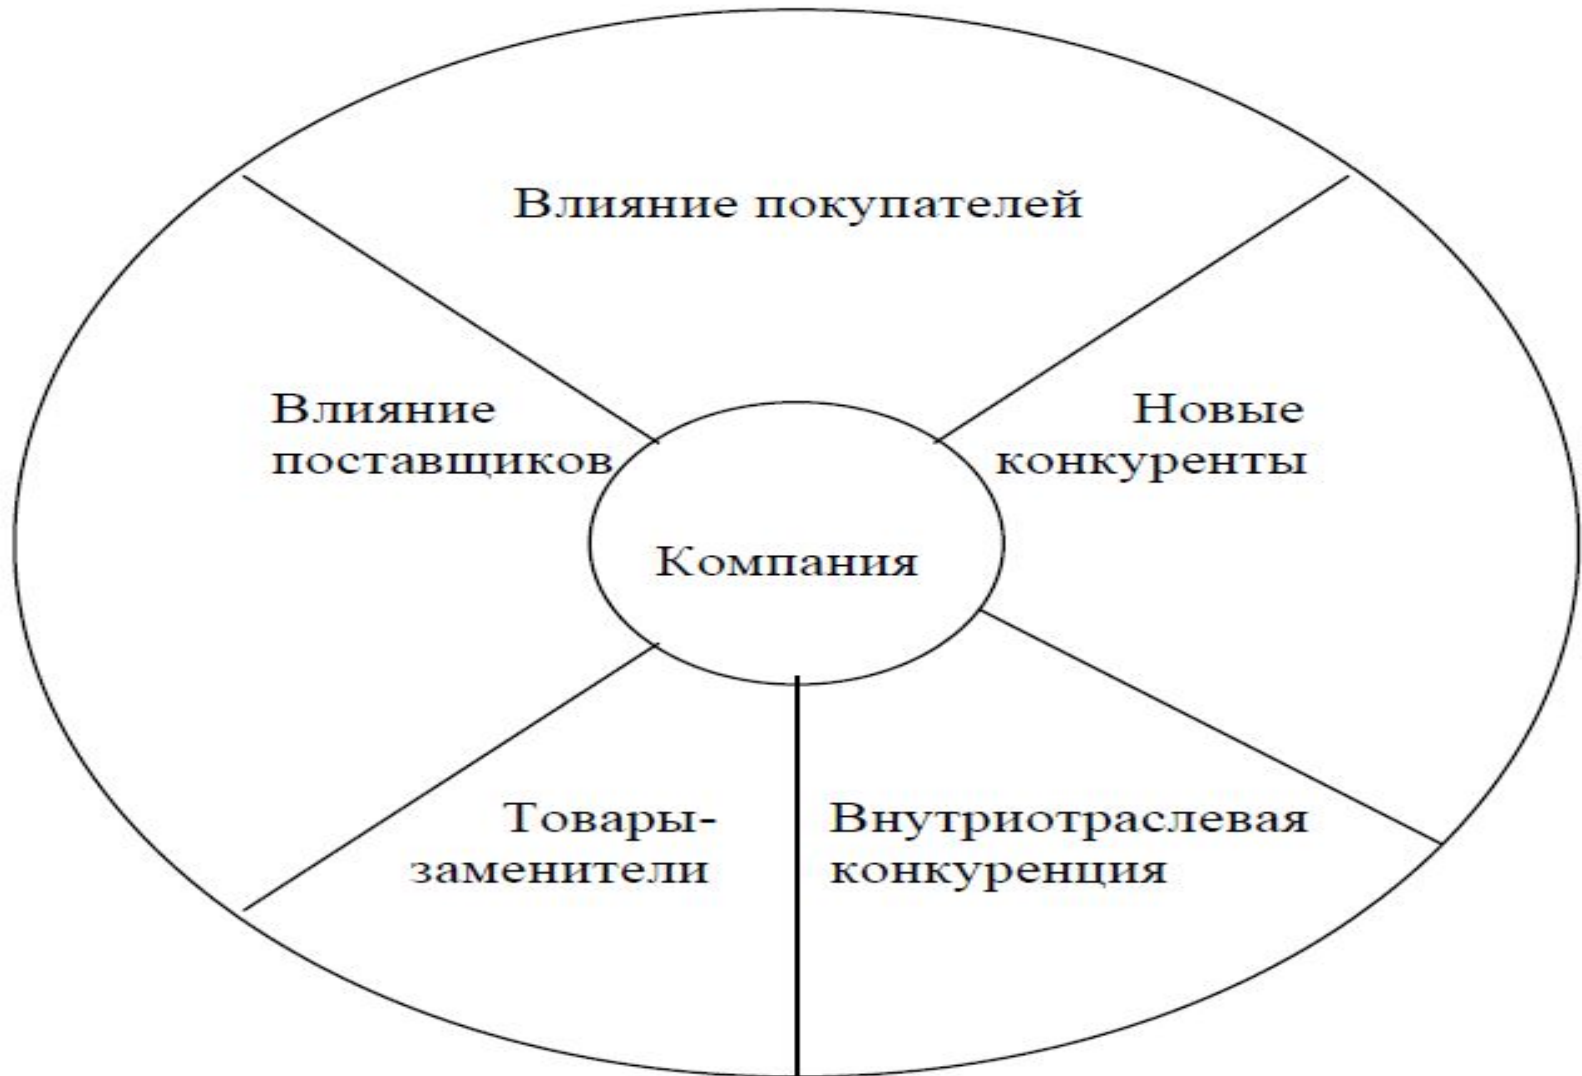 Влияние покупателей
Влияние
поставщиков
Новые
конкуренты
Компания
Товары-
заменители
Внутриотраслевая
конкуренция